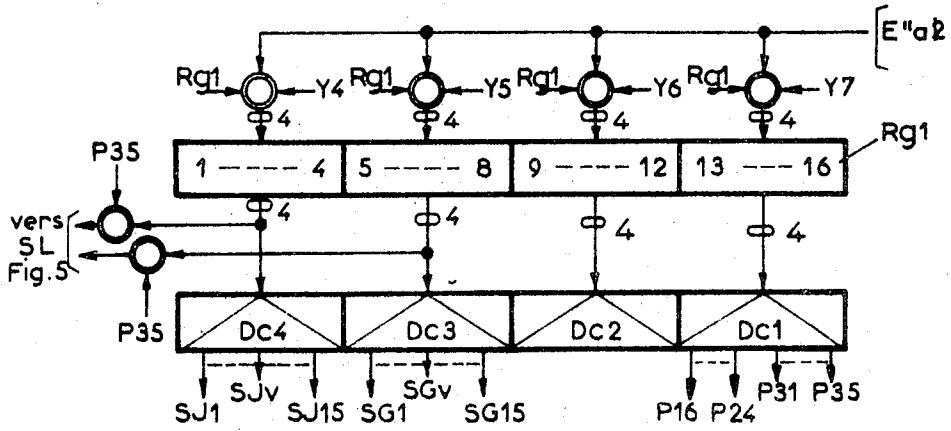 E"a2
Rg1 Y4 Rg1 Y5 Rg1 Y6 Rg1 Y7
4 4 4 4
Rg1
P35
1 ---- 4 5 ---- 8 9 ---- 12 13 ---- 16
vers
SL
Fig.5
4 4 4 4
P35
Dc4 Dc3 Dc2 Dc1
SJ1 SJv SJ15 SG1 SGv SG15 P16 P24 P31 P35